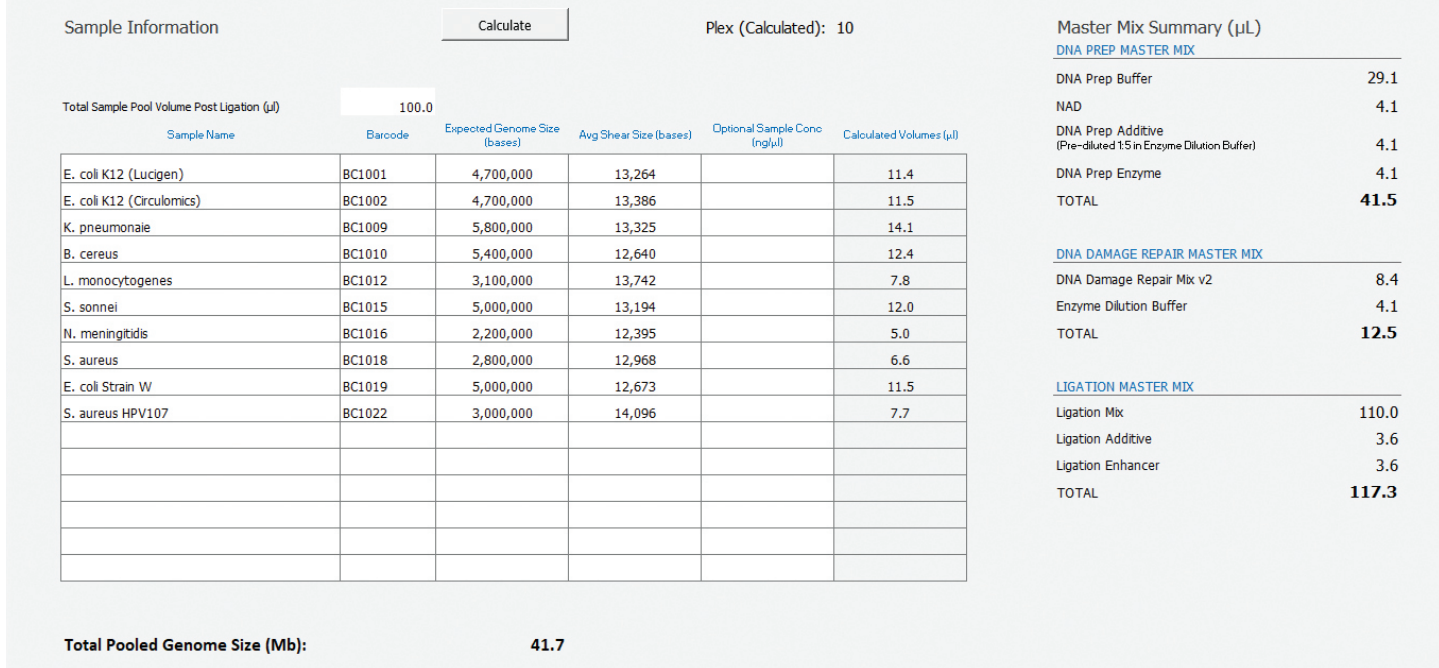 Sample Information
Calculate
Plex (Calculated): 10
Total Sample Pool Volume Post Ligation (µl) 100.0
Sample Name Barcode Expected Genome Size (bases) Avg Shear Size (bases) Optional Sample Conc (ng/µl) Calculated Volumes (µl)
E. coli K12 (Lucigen) BC1001 4,700,000 13,264 11.4
E. coli K12 (Circulomics) BC1002 4,700,000 13,386 11.5
K. pneumonaie BC1009 5,800,000 13,325 14.1
B. cereus BC1010 5,400,000 12,640 12.4
L. monocytogenes BC1012 3,100,000 13,742 7.8
S. sonnei BC1015 5,000,000 13,194 12.0
N. meningitidis BC1016 2,200,000 12,395 5.0
S. aureus BC1018 2,800,000 12,968 6.6
E. coli Strain W BC1019 5,000,000 12,673 11.5
S. aureus HPV107 BC1022 3,000,000 14,096 7.7
Total Pooled Genome Size (Mb): 41.7
Master Mix Summary (µL)
DNA PREP MASTER MIX
DNA Prep Buffer 29.1
NAD 4.1
DNA Prep Additive
(Pre-diluted 1:5 in Enzyme Dilution Buffer) 4.1
DNA Prep Enzyme 4.1
TOTAL 41.5
DNA DAMAGE REPAIR MASTER MIX
DNA Damage Repair Mix v2 8.4
Enzyme Dilution Buffer 4.1
TOTAL 12.5
LIGATION MASTER MIX
Ligation Mix 110.0
Ligation Additive 3.6
Ligation Enhancer 3.6
TOTAL 117.3